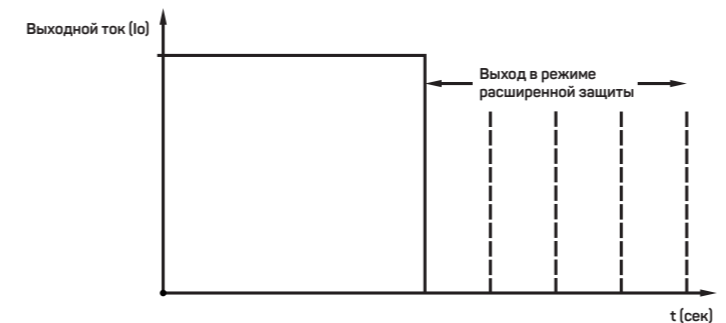 Выходной ток (Io)
Выход в режиме
расширенной защиты
t (сек)